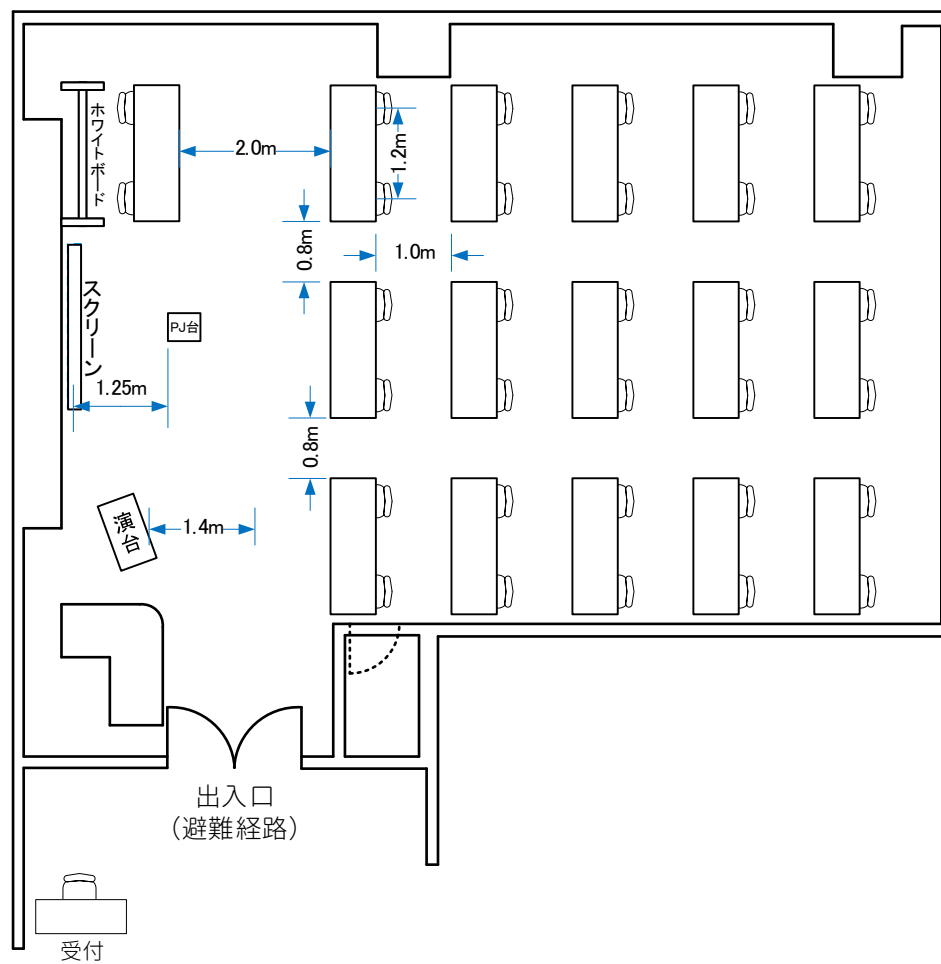 ホワイトボード
2.0m
1.2m
0.8m
1.0m
スクリーン
PJ台
1.25m
0.8m
演台
1.4m
出入口
（避難経路）
受付